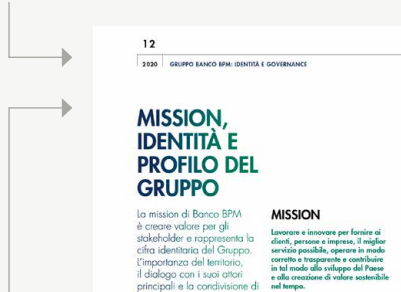 12
2020 GRUPPO BANCO BPM: IDENTITÀ E GOVERNANCE
MISSION,
IDENTITÀ E
PROFILO DEL
GRUPPO
La mission di Banco BPM
è creare valore per gli
stakeholder e rappresenta la
cifra identitaria del Gruppo.
L'importanza del territorio,
il dialogo con i suoi attori
principali e la condivisione di
MISSION
Lavorare e innovare per fornire ai
clienti, persone e imprese, il miglior
servizio possibile, operare in modo
corretto e trasparente e contribuire
in tal modo allo sviluppo del Paese
e alla creazione di valore sostenibile
nel tempo.